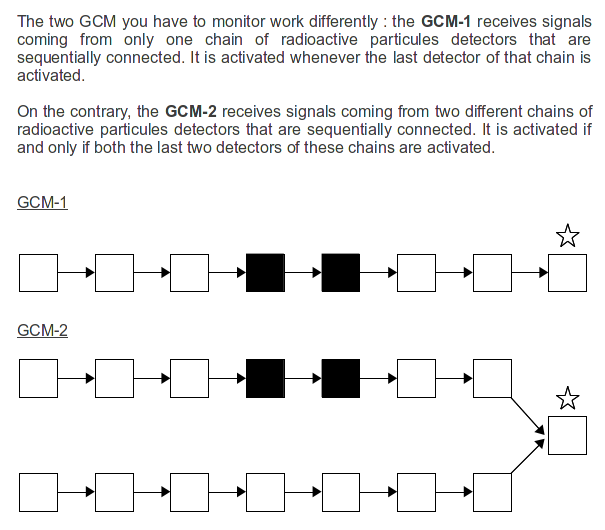 The two GCM you have to monitor work differently : the GCM-1 receives signals
coming from only one chain of radioactive particules detectors that are
sequentially connected. It is activated whenever the last detector of that chain is
activated.
On the contrary, the GCM-2 receives signals coming from two different chains of
radioactive particules detectors that are sequentially connected. It is activated if
and only if both the last two detectors of these chains are activated.
GCM-1
GCM-2